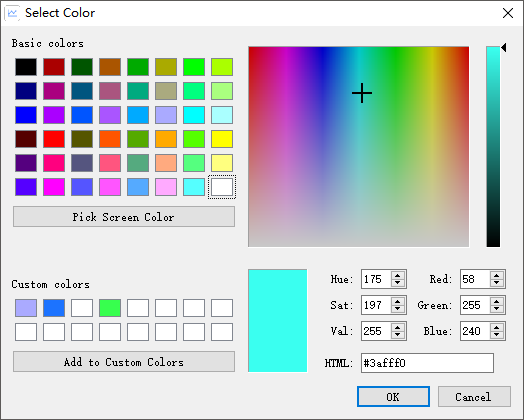 Select Color
Basic colors
Pick Screen Color
Custom colors
Add to Custom Colors
Hue: 175 Red: 58
Sat: 197 Green: 255
Val: 255 Blue: 240
HTML: #3afff0
OK Cancel